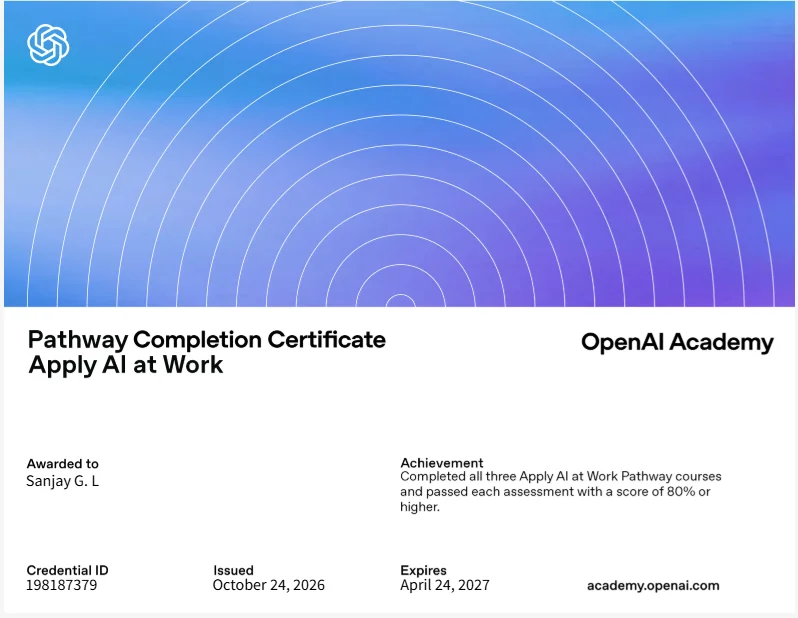 Pathway Completion Certificate
Apply AI at Work
OpenAI Academy
Awarded to
Sanjay G. L
Achievement
Completed all three Apply AI at Work Pathway courses
and passed each assessment with a score of 80% or
higher.
Credential ID
198187379
Issued
October 24, 2026
Expires
April 24, 2027
academy.openai.com